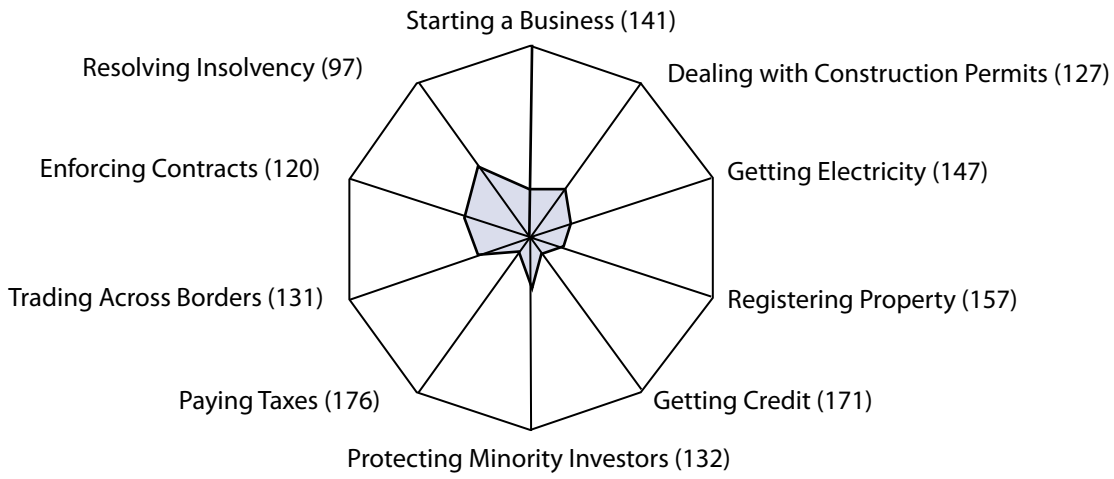 Starting a Business (141)
Resolving Insolvency (97)
Dealing with Construction Permits (127)
Enforcing Contracts (120)
Getting Electricity (147)
Trading Across Borders (131)
Registering Property (157)
Paying Taxes (176)
Getting Credit (171)
Protecting Minority Investors (132)